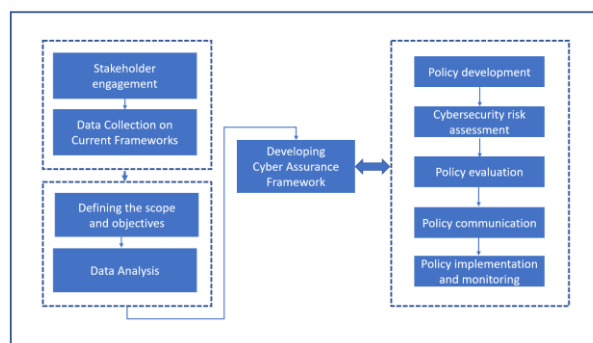 Stakeholder
engagement
Data Collection on
Current Frameworks
Defining the scope
and objectives
Data Analysis
Developing
Cyber Assurance
Framework
Policy development
Cybersecurity risk
assessment
Policy evaluation
Policy communication
Policy implementation
and monitoring